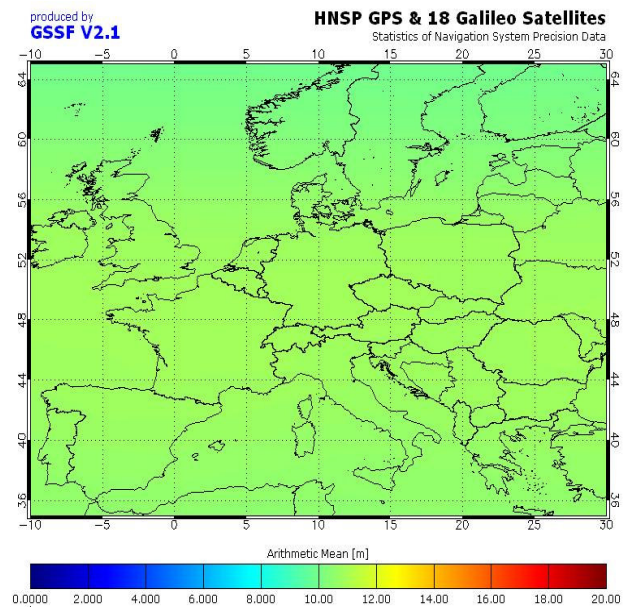 produced by
GSSF V2.1
HNSP GPS & 18 Galileo Satellites
Statistics of Navigation System Precision Data
-10 -5 0 5 10 15 20 25 30
64 64
60 60
56 56
52 52
48 48
44 44
40 40
36 36
-10 -5 0 5 10 15 20 25 30
Arithmetic Mean [m]
0.0000 2.000 4.000 6.000 8.000 10.00 12.00 14.00 16.00 18.00 20.00